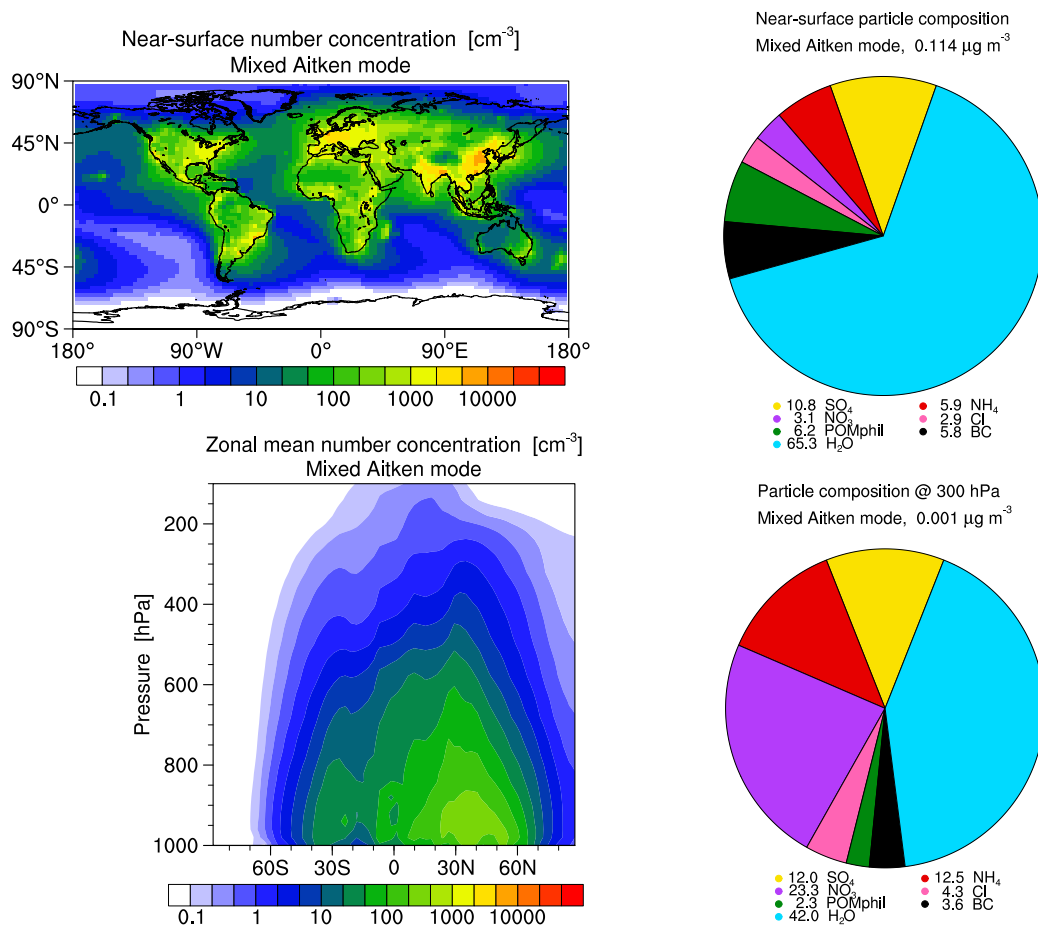 Near-surface number concentration [cm⁻³]
Mixed Aitken mode
90°N
45°N
0°
45°S
90°S
180° 90°W 0° 90°E 180°
0.1 1 10 100 1000 10000
Near-surface particle composition
Mixed Aitken mode, 0.114 µg m⁻³
10.8 SO₄ 5.9 NH₄
3.1 NO₃ 2.9 Cl
6.2 POMphil 5.8 BC
65.3 H₂O
Zonal mean number concentration [cm⁻³]
Mixed Aitken mode
Pressure [hPa]
200
400
600
800
1000
60S 30S 0 30N 60N
0.1 1 10 100 1000 10000
Particle composition @ 300 hPa
Mixed Aitken mode, 0.001 µg m⁻³
12.0 SO₄ 12.5 NH₄
23.3 NO₃ 4.3 Cl
2.3 POMphil 3.6 BC
42.0 H₂O